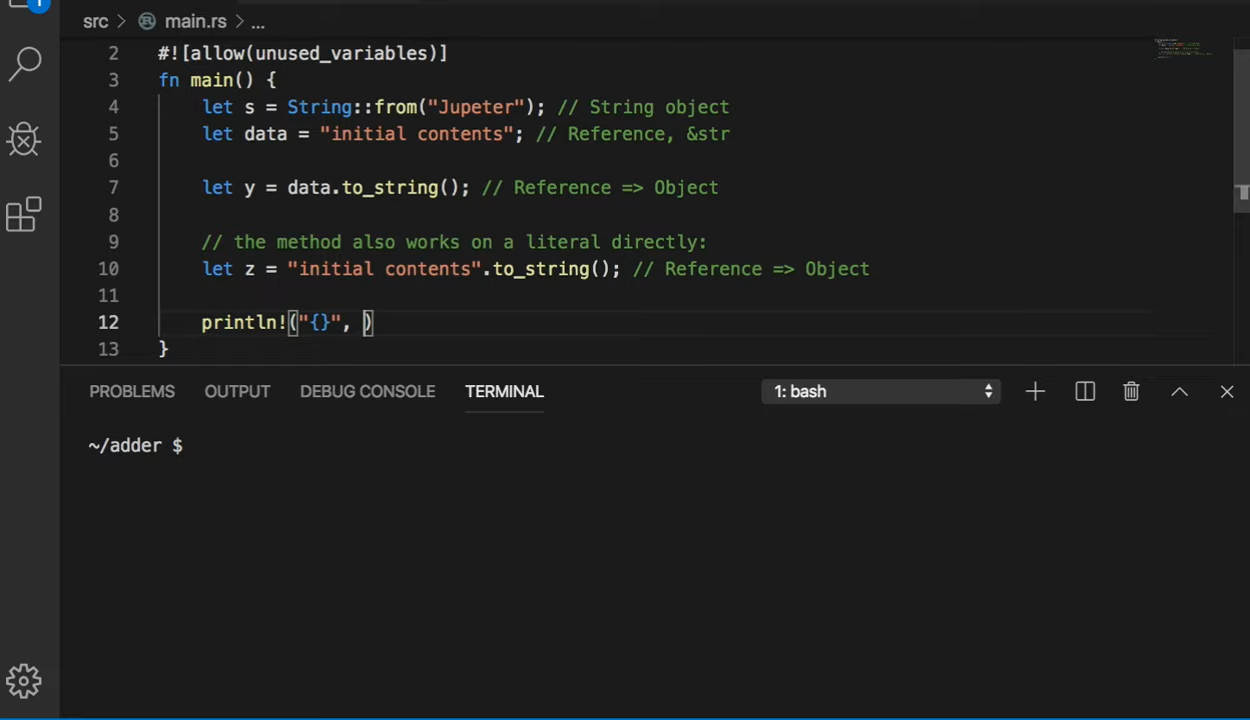 1
src > main.rs > ...
2 #![allow(unused_variables)]
3 fn main() {
4 let s = String::from("Jupeter"); // String object
5 let data = "initial contents"; // Reference, &str
6
7 let y = data.to_string(); // Reference => Object
8
9 // the method also works on a literal directly:
10 let z = "initial contents".to_string(); // Reference => Object
11
12 println!("{}", )
13 }
PROBLEMS OUTPUT DEBUG CONSOLE TERMINAL 1: bash
~/adder $